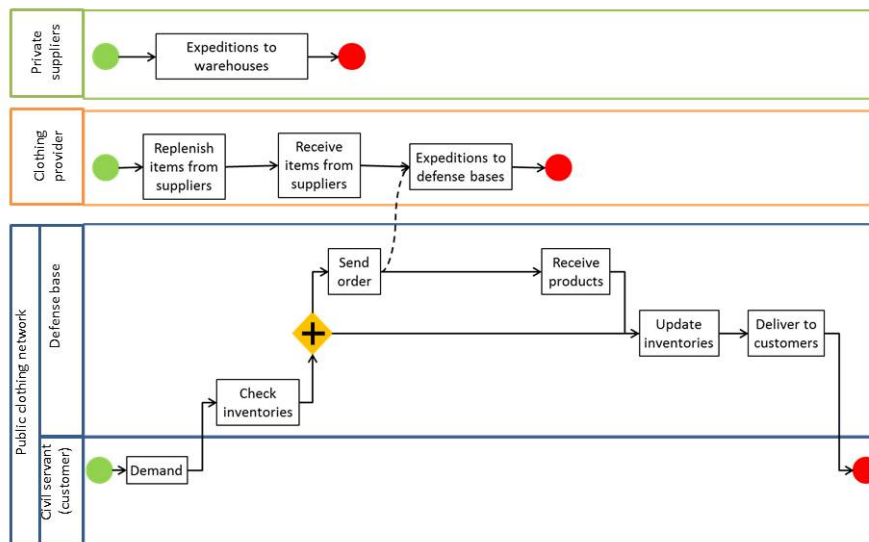 Private
suppliers
Expeditions to
warehouses
Clothing
provider
Replenish
items from
suppliers
Receive
items from
suppliers
Expeditions to
defense bases
Public clothing network
Defense base
Send
order
Receive
products
Update
inventories
Deliver to
customers
Check
inventories
Civil servant
(customer)
Demand